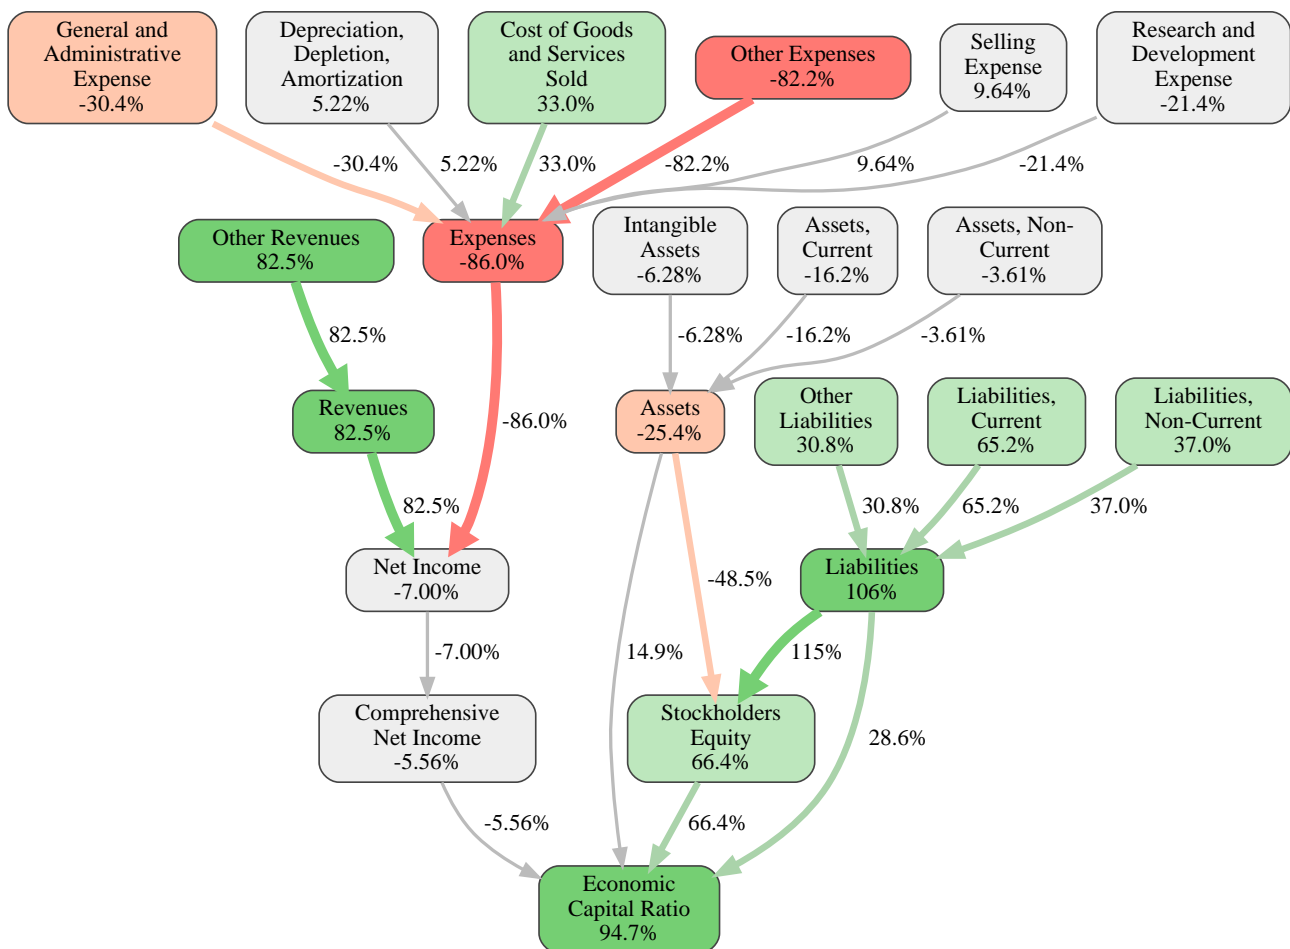 General and
Administrative
Expense
-30.4%
Depreciation,
Depletion,
Amortization
5.22%
Cost of Goods
and Services
Sold
33.0%
Other Expenses
-82.2%
Selling
Expense
9.64%
Research and
Development
Expense
-21.4%
-30.4%
5.22%
33.0%
-82.2%
9.64%
-21.4%
Other Revenues
82.5%
Expenses
-86.0%
Intangible
Assets
-6.28%
Assets,
Current
-16.2%
Assets, Non-
Current
-3.61%
82.5%
-6.28%
-16.2%
-3.61%
Revenues
82.5%
-86.0%
Assets
-25.4%
Other
Liabilities
30.8%
Liabilities,
Current
65.2%
Liabilities,
Non-Current
37.0%
82.5%
30.8%
65.2%
37.0%
Net Income
-7.00%
-48.5%
Liabilities
106%
-7.00%
14.9%
115%
Comprehensive
Net Income
-5.56%
Stockholders
Equity
66.4%
28.6%
-5.56%
66.4%
Economic
Capital Ratio
94.7%